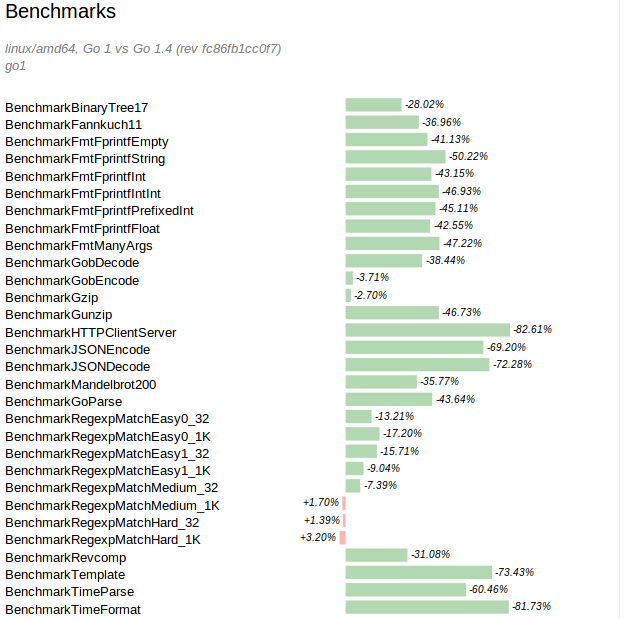 Benchmarks
linux/amd64, Go 1 vs Go 1.4 (rev fc86fb1cc0f7)
go1
BenchmarkBinaryTree17 -28.02%
BenchmarkFannkuch11 -36.96%
BenchmarkFmtFprintfEmpty -41.13%
BenchmarkFmtFprintfString -50.22%
BenchmarkFmtFprintfInt -43.15%
BenchmarkFmtFprintfIntInt -46.93%
BenchmarkFmtFprintfPrefixedInt -45.11%
BenchmarkFmtFprintfFloat -42.55%
BenchmarkFmtManyArgs -47.22%
BenchmarkGobDecode -38.44%
BenchmarkGobEncode -3.71%
BenchmarkGzip -2.70%
BenchmarkGunzip -46.73%
BenchmarkHTTPClientServer -82.61%
BenchmarkJSONEncode -69.20%
BenchmarkJSONDecode -72.28%
BenchmarkMandelbrot200 -35.77%
BenchmarkGoParse -43.64%
BenchmarkRegexpMatchEasy0_32 -13.21%
BenchmarkRegexpMatchEasy0_1K -17.20%
BenchmarkRegexpMatchEasy1_32 -15.71%
BenchmarkRegexpMatchEasy1_1K -9.04%
BenchmarkRegexpMatchMedium_32 -7.39%
BenchmarkRegexpMatchMedium_1K +1.70%
BenchmarkRegexpMatchHard_32 +1.39%
BenchmarkRegexpMatchHard_1K +3.20%
BenchmarkRevcomp -31.08%
BenchmarkTemplate -73.43%
BenchmarkTimeParse -60.46%
BenchmarkTimeFormat -81.73%